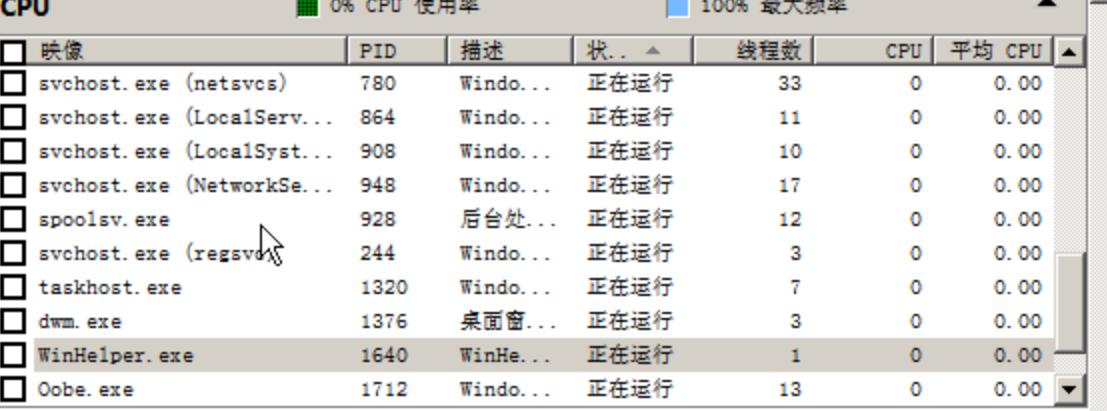 CPU 0% CPU 使用率 100% 最大频率
映像 PID 描述 状.. 线程数 CPU 平均 CPU
svchost.exe (netsvcs) 780 Windo... 正在运行 33 0 0.00
svchost.exe (LocalServ... 864 Windo... 正在运行 11 0 0.00
svchost.exe (LocalSyst... 908 Windo... 正在运行 10 0 0.00
svchost.exe (NetworkSe... 948 Windo... 正在运行 17 0 0.00
spoolsv.exe 928 后台处... 正在运行 12 0 0.00
svchost.exe (regsvc) 244 Windo... 正在运行 3 0 0.00
taskhost.exe 1320 Windo... 正在运行 7 0 0.00
dwm.exe 1376 桌面窗... 正在运行 3 0 0.00
WinHelper.exe 1640 WinHe... 正在运行 1 0 0.00
Oobe.exe 1712 Windo... 正在运行 13 0 0.00